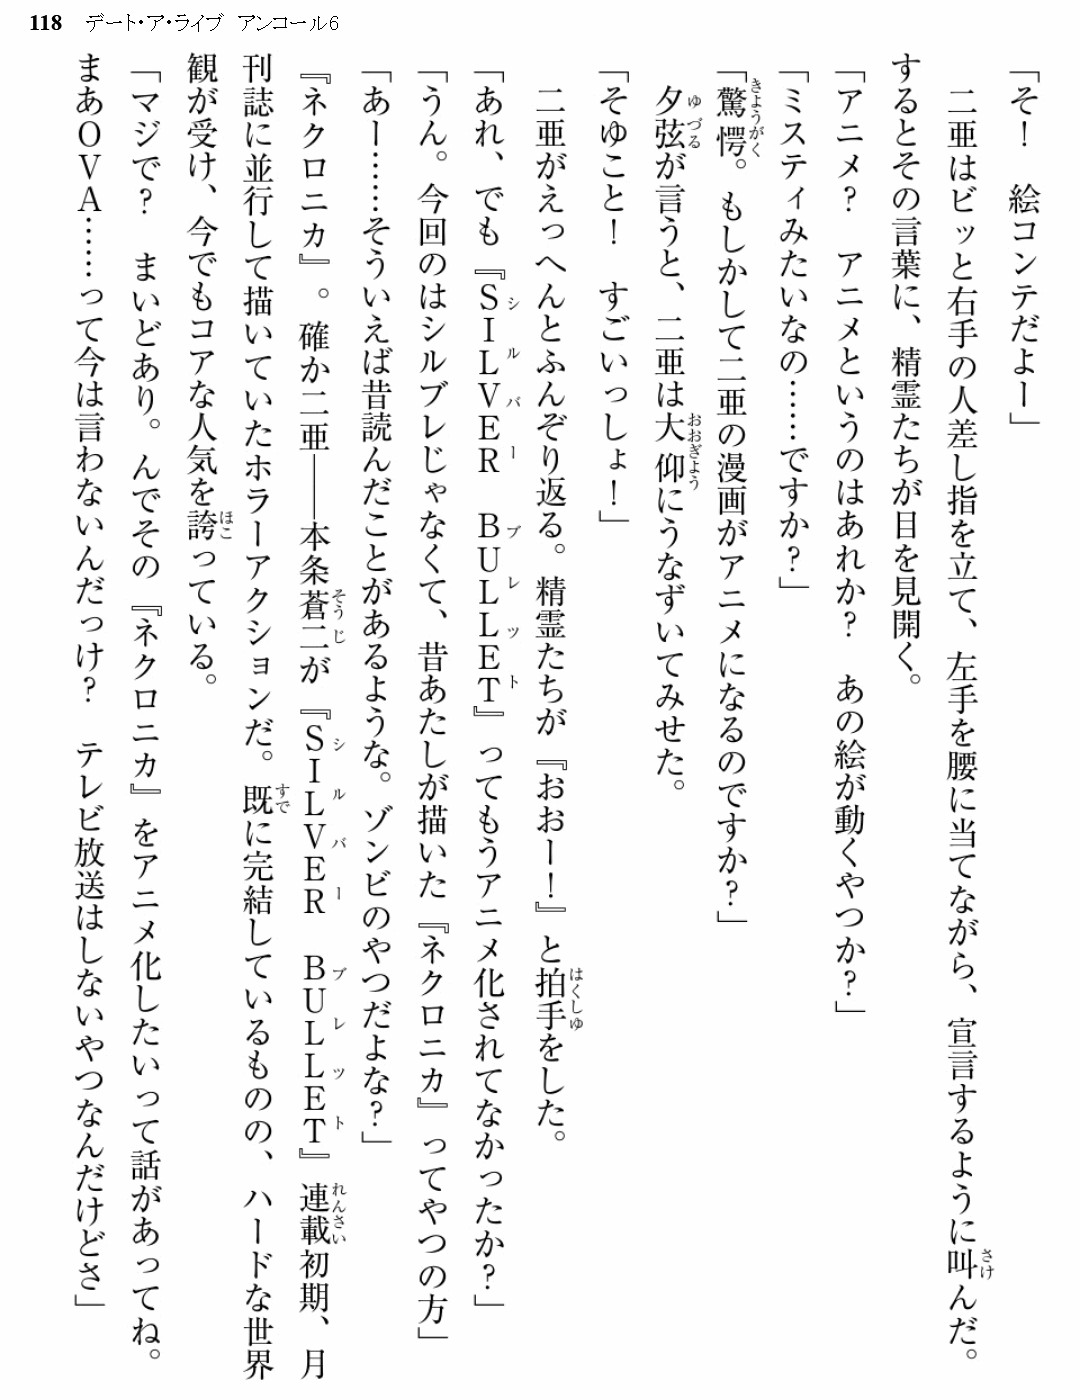 118 デート・ア・ライブ アンコール6
「そ！　絵コンテだよー」
　二亜はビッと右手の人差し指を立て、左手を腰に当てながら、宣言するように叫んだ。
するとその言葉に、精霊たちが目を見開く。
「アニメ？　アニメというのはあれか？　あの絵が動くやつか？」
「ミスティみたいなの……ですか？」
「驚愕。もしかして二亜の漫画がアニメになるのですか？」
　夕弦が言うと、二亜は大仰にうなずいてみせた。
「そゆこと！　すごいっしょ！」
　二亜がえっへんとふんぞり返る。精霊たちが『おおー！』と拍手をした。
「あれ、でも『ＳＩＬＶＥＲ　ＢＵＬＬＥＴ』ってもうアニメ化されてなかったか？」
「うん。今回のはシルブレじゃなくて、昔あたしが描いた『ネクロニカ』ってやつの方」
「あー……そういえば昔読んだことがあるような。ゾンビのやつだよな？」
『ネクロニカ』。確か二亜――本条蒼二が『ＳＩＬＶＥＲ　ＢＵＬＬＥＴ』連載初期、月
刊誌に並行して描いていたホラーアクションだ。既に完結しているものの、ハードな世界
観が受け、今でもコアな人気を誇っている。
「マジで？　まいどあり。んでその『ネクロニカ』をアニメ化したいって話があってね。
まあＯＶＡ……って今は言わないんだっけ？　テレビ放送はしないやつなんだけどさ」